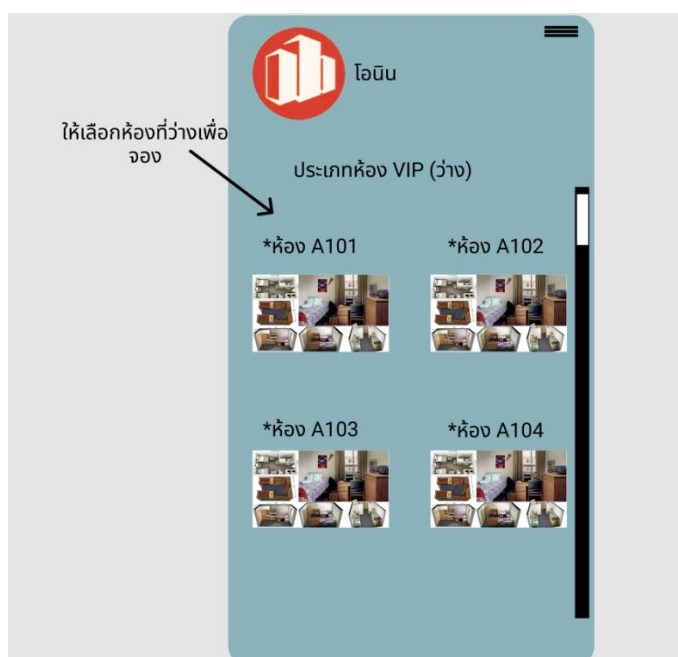 โอนิน
ให้เลือกห้องที่ว่างเพื่อ
จอง
ประเภทห้อง VIP (ว่าง)
*ห้อง A101
*ห้อง A102
*ห้อง A103
*ห้อง A104